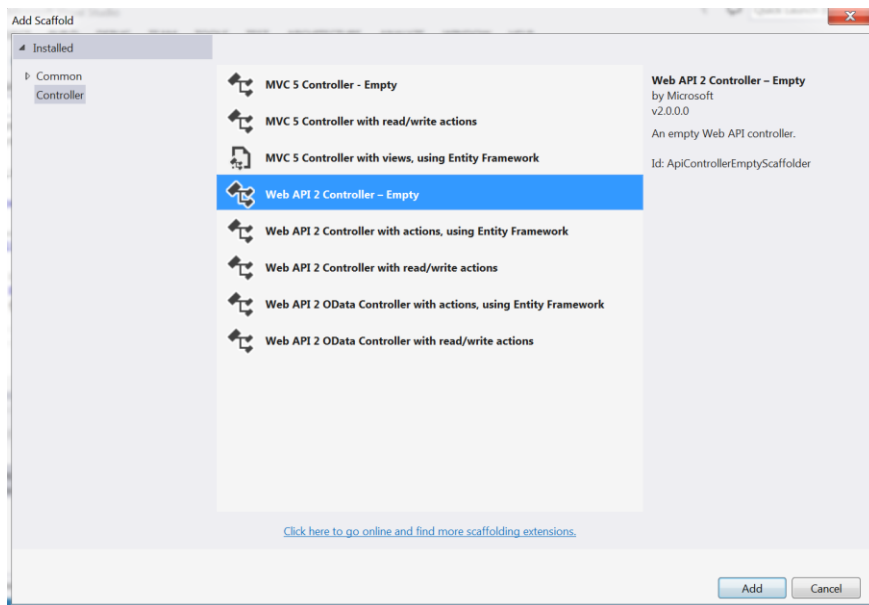 Add Scaffold
Installed
Common
Controller
MVC 5 Controller - Empty
MVC 5 Controller with read/write actions
MVC 5 Controller with views, using Entity Framework
Web API 2 Controller – Empty
Web API 2 Controller with actions, using Entity Framework
Web API 2 Controller with read/write actions
Web API 2 OData Controller with actions, using Entity Framework
Web API 2 OData Controller with read/write actions
Click here to go online and find more scaffolding extensions.
Web API 2 Controller – Empty
by Microsoft
v2.0.0.0
An empty Web API controller.
Id: ApiControllerEmptyScaffolder
Add
Cancel